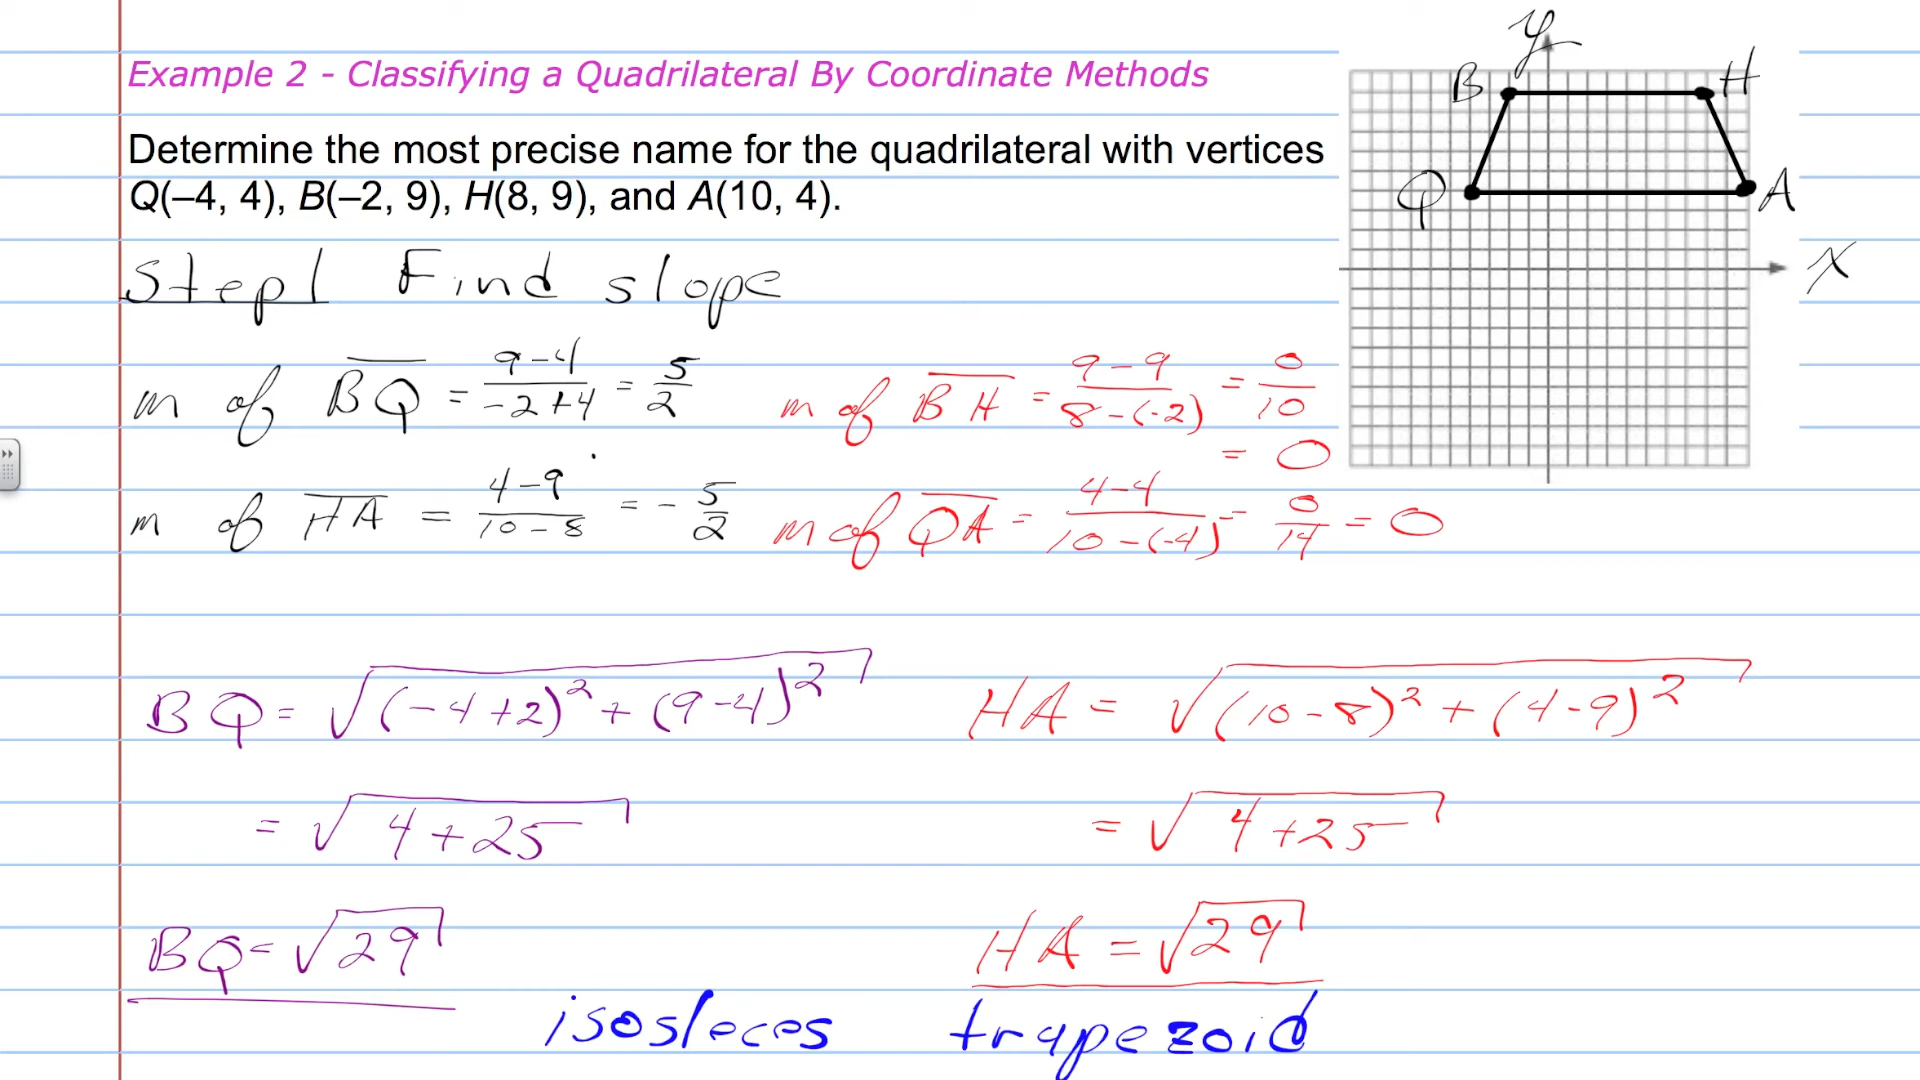 Example 2 - Classifying a Quadrilateral By Coordinate Methods
Determine the most precise name for the quadrilateral with vertices
Q(–4, 4), B(–2, 9), H(8, 9), and A(10, 4).
y
B H
Q A
x
Step 1 Find slope
m of BQ = 9-4/-2+4 = 5/2
m of BH = 9-9/8-(-2) = 0/10
= 0
m of HA = 4-9/10-8 = -5/2
m of QA = 4-4/10-(-4) = 0/14 = 0
BQ = √(-4+2)² + (9-4)²
HA = √(10-8)² + (4-9)²
= √4+25
= √4+25
BQ = √29
HA = √29
isosleces trapezoid